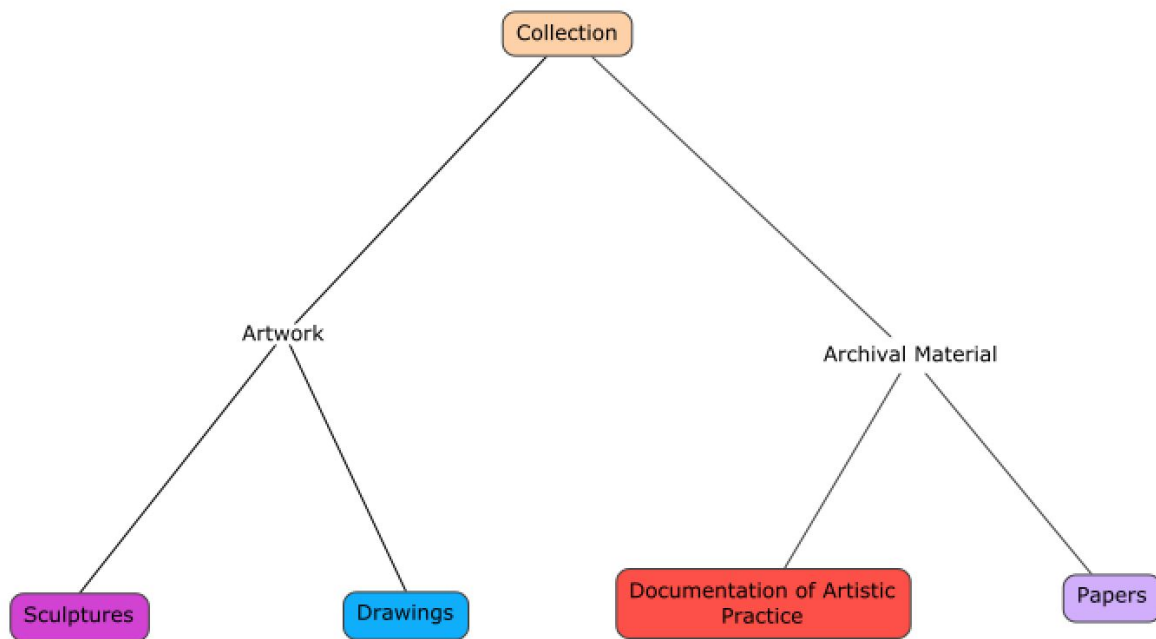 Collection
Artwork
Archival Material
Sculptures
Drawings
Documentation of Artistic
Practice
Papers